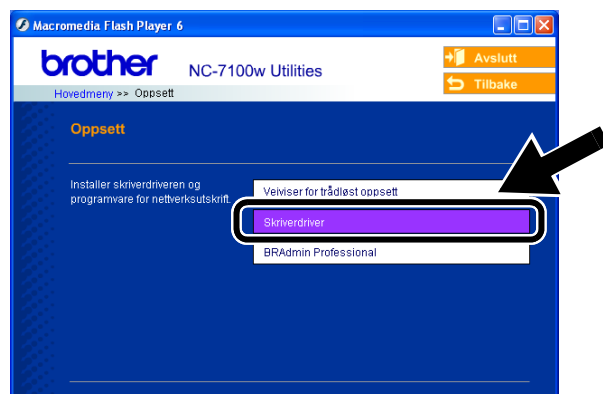 Macromedia Flash Player 6
brother
NC-7100w Utilities
Avslutt
Tilbake
Hovedmeny >> Oppsett
Oppsett
Installer skriverdriveren og
programvare for nettverksutskrift.
Veiviser for trådløst oppsett
Skriverdriver
BRAdmin Professional